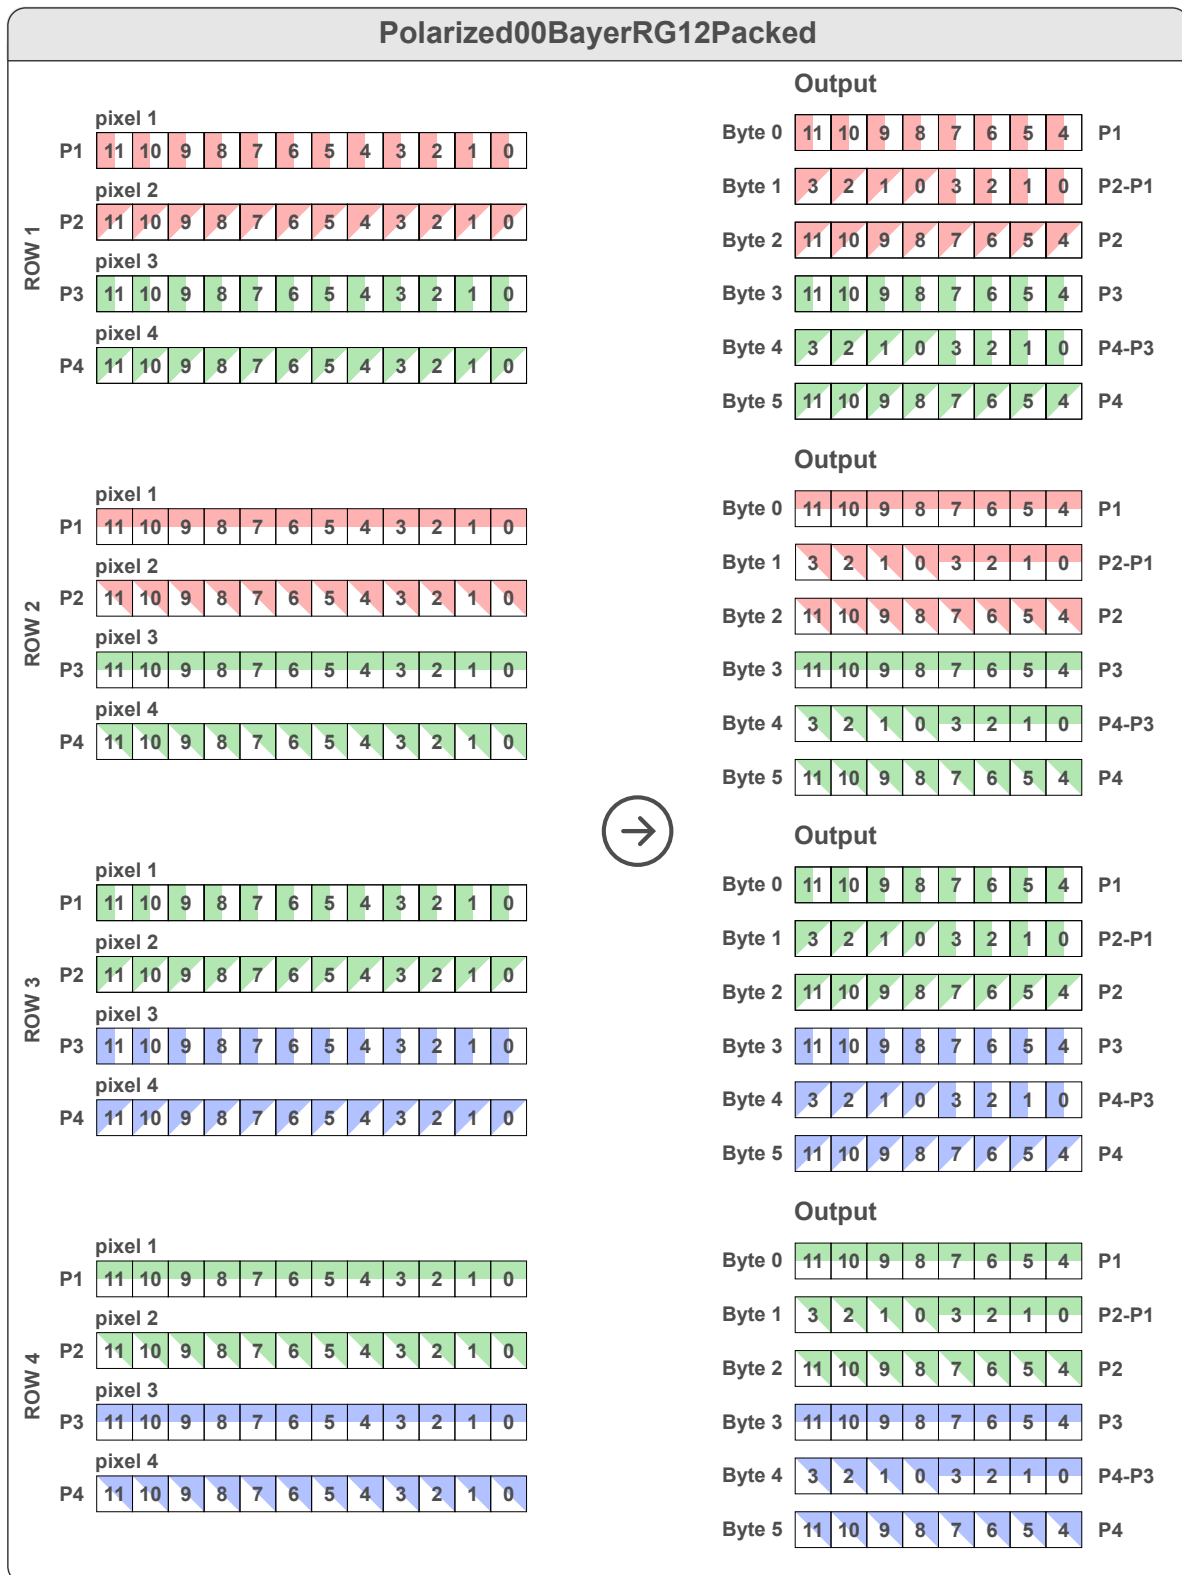 Polarized00BayerRG12Packed
ROW 1
pixel 1
P1 11 10 9 8 7 6 5 4 3 2 1 0
pixel 2
P2 11 10 9 8 7 6 5 4 3 2 1 0
pixel 3
P3 11 10 9 8 7 6 5 4 3 2 1 0
pixel 4
P4 11 10 9 8 7 6 5 4 3 2 1 0
Output
Byte 0 11 10 9 8 7 6 5 4 P1
Byte 1 3 2 1 0 3 2 1 0 P2-P1
Byte 2 11 10 9 8 7 6 5 4 P2
Byte 3 11 10 9 8 7 6 5 4 P3
Byte 4 3 2 1 0 3 2 1 0 P4-P3
Byte 5 11 10 9 8 7 6 5 4 P4
ROW 2
pixel 1
P1 11 10 9 8 7 6 5 4 3 2 1 0
pixel 2
P2 11 10 9 8 7 6 5 4 3 2 1 0
pixel 3
P3 11 10 9 8 7 6 5 4 3 2 1 0
pixel 4
P4 11 10 9 8 7 6 5 4 3 2 1 0
Output
Byte 0 11 10 9 8 7 6 5 4 P1
Byte 1 3 2 1 0 3 2 1 0 P2-P1
Byte 2 11 10 9 8 7 6 5 4 P2
Byte 3 11 10 9 8 7 6 5 4 P3
Byte 4 3 2 1 0 3 2 1 0 P4-P3
Byte 5 11 10 9 8 7 6 5 4 P4
ROW 3
pixel 1
P1 11 10 9 8 7 6 5 4 3 2 1 0
pixel 2
P2 11 10 9 8 7 6 5 4 3 2 1 0
pixel 3
P3 11 10 9 8 7 6 5 4 3 2 1 0
pixel 4
P4 11 10 9 8 7 6 5 4 3 2 1 0
Output
Byte 0 11 10 9 8 7 6 5 4 P1
Byte 1 3 2 1 0 3 2 1 0 P2-P1
Byte 2 11 10 9 8 7 6 5 4 P2
Byte 3 11 10 9 8 7 6 5 4 P3
Byte 4 3 2 1 0 3 2 1 0 P4-P3
Byte 5 11 10 9 8 7 6 5 4 P4
ROW 4
pixel 1
P1 11 10 9 8 7 6 5 4 3 2 1 0
pixel 2
P2 11 10 9 8 7 6 5 4 3 2 1 0
pixel 3
P3 11 10 9 8 7 6 5 4 3 2 1 0
pixel 4
P4 11 10 9 8 7 6 5 4 3 2 1 0
Output
Byte 0 11 10 9 8 7 6 5 4 P1
Byte 1 3 2 1 0 3 2 1 0 P2-P1
Byte 2 11 10 9 8 7 6 5 4 P2
Byte 3 11 10 9 8 7 6 5 4 P3
Byte 4 3 2 1 0 3 2 1 0 P4-P3
Byte 5 11 10 9 8 7 6 5 4 P4